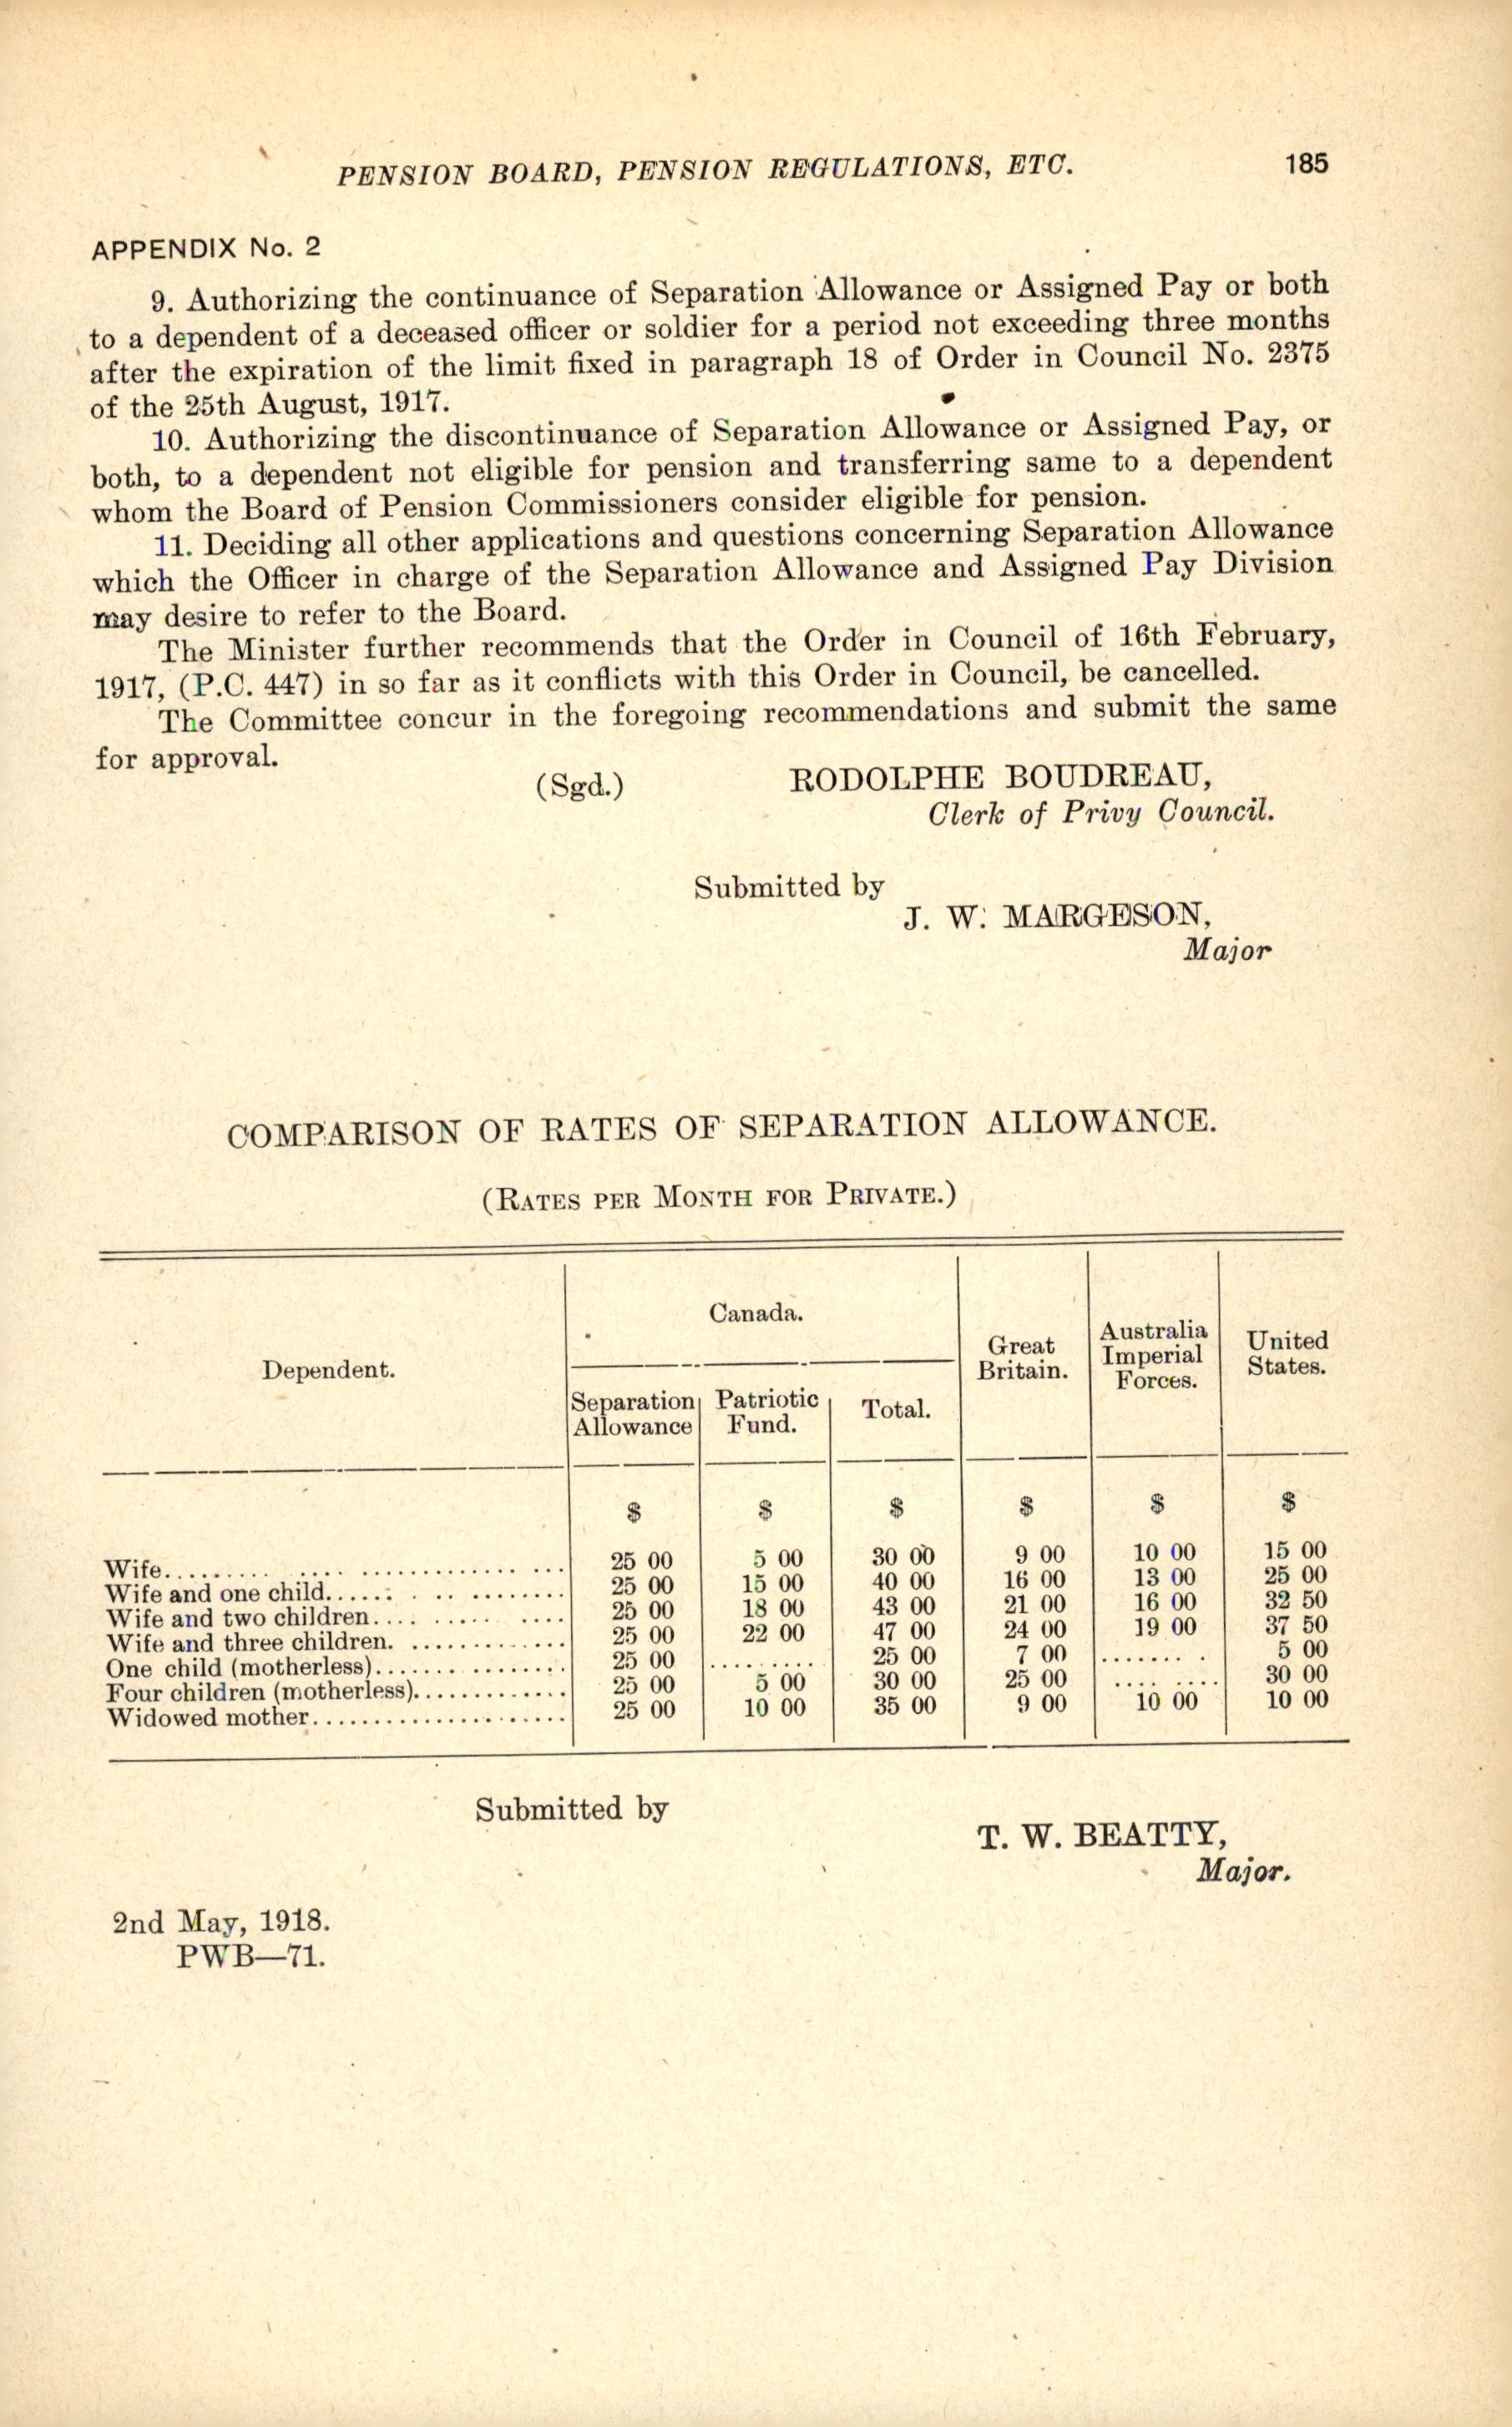 PENSION BOARD, PENSION REGULATIONS, ETC. 185
APPENDIX No. 2
9. Authorizing the continuance of Separation Allowance or Assigned Pay or both
to a dependent of a deceased officer or soldier for a period not exceeding three months
after the expiration of the limit fixed in paragraph 18 of Order in Council No. 2375
of the 25th August, 1917.
10. Authorizing the discontinuance of Separation Allowance or Assigned Pay, or
both, to a dependent not eligible for pension and transferring same to a dependent
whom the Board of Pension Commissioners consider eligible for pension.
11. Deciding all other applications and questions concerning Separation Allowance
which the Officer in charge of the Separation Allowance and Assigned Pay Division
may desire to refer to the Board.
The Minister further recommends that the Order in Council of 16th February,
1917, (P.C. 447) in so far as it conflicts with this Order in Council, be cancelled.
The Committee concur in the foregoing recommendations and submit the same
for approval.
(Sgd.) RODOLPHE BOUDREAU,
Clerk of Privy Council.
Submitted by
J. W. MARGESON,
Major
COMPARISON OF RATES OF SEPARATION ALLOWANCE.
(RATES PER MONTH FOR PRIVATE.)
Dependent.
Canada.
Separation Allowance
Patriotic Fund.
Total.
Great Britain.
Australia Imperial Forces.
United States.
$ $ $ $ $ $
Wife 25 00 5 00 30 00 9 00 10 00 15 00
Wife and one child 25 00 15 00 40 00 16 00 13 00 25 00
Wife and two children 25 00 18 00 43 00 21 00 16 00 32 50
Wife and three children 25 00 22 00 47 00 24 00 19 00 37 50
One child (motherless) 25 00 ......... 25 00 7 00 ........ 5 00
Four children (motherless) 25 00 5 00 30 00 25 00 ........ 30 00
Widowed mother 25 00 10 00 35 00 9 00 10 00 10 00
Submitted by
T. W. BEATTY,
Major.
2nd May, 1918.
PWB—71.